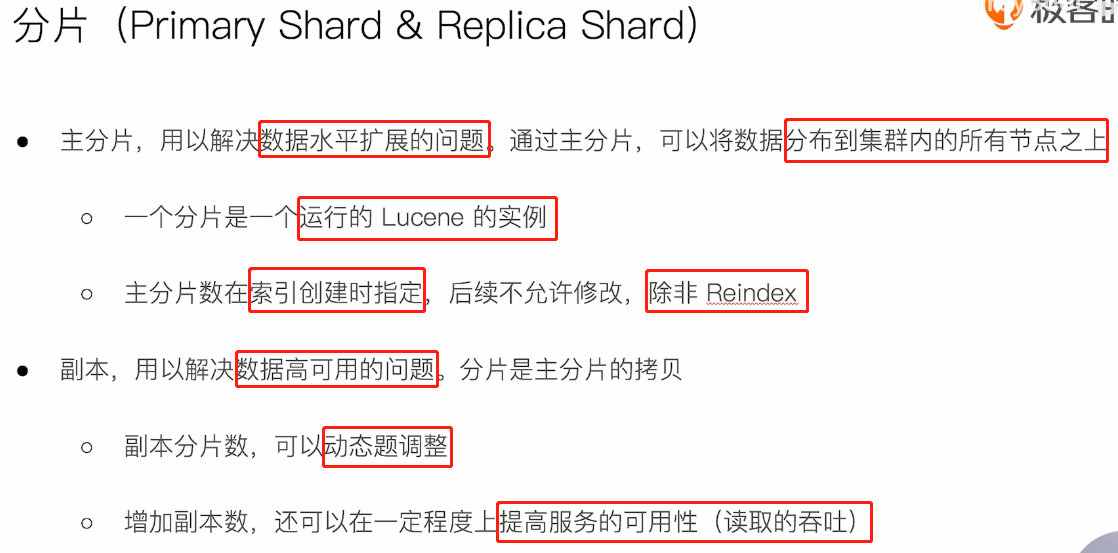 分片（Primary Shard & Replica Shard）
极客
● 主分片，用以解决数据水平扩展的问题。通过主分片，可以将数据分布到集群内的所有节点之上
○ 一个分片是一个运行的 Lucene 的实例
○ 主分片数在索引创建时指定，后续不允许修改，除非 Reindex
● 副本，用以解决数据高可用的问题。分片是主分片的拷贝
○ 副本分片数，可以动态题调整
○ 增加副本数，还可以在一定程度上提高服务的可用性（读取的吞吐）